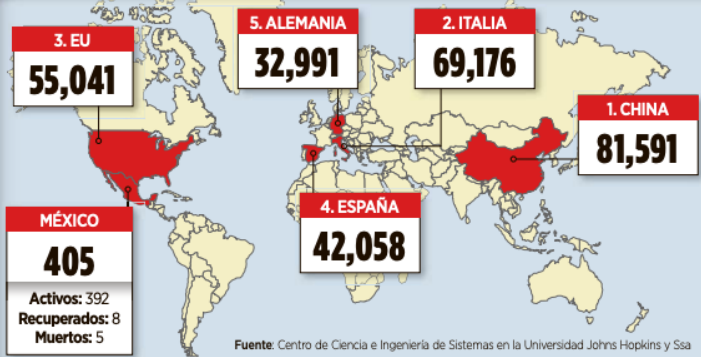 3. EU
55,041
5. ALEMANIA
32,991
2. ITALIA
69,176
1. CHINA
81,591
4. ESPAÑA
42,058
MÉXICO
405
Activos: 392
Recuperados: 8
Muertos: 5
Fuente: Centro de Ciencia e Ingeniería de Sistemas en la Universidad Johns Hopkins y Ssa